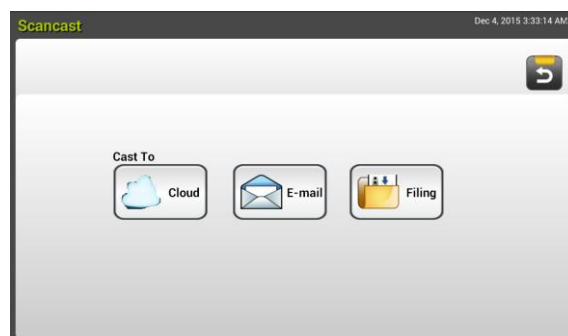 Scancast
Dec 4, 2015 3:33:14 AM
Cast To
Cloud
E-mail
Filing